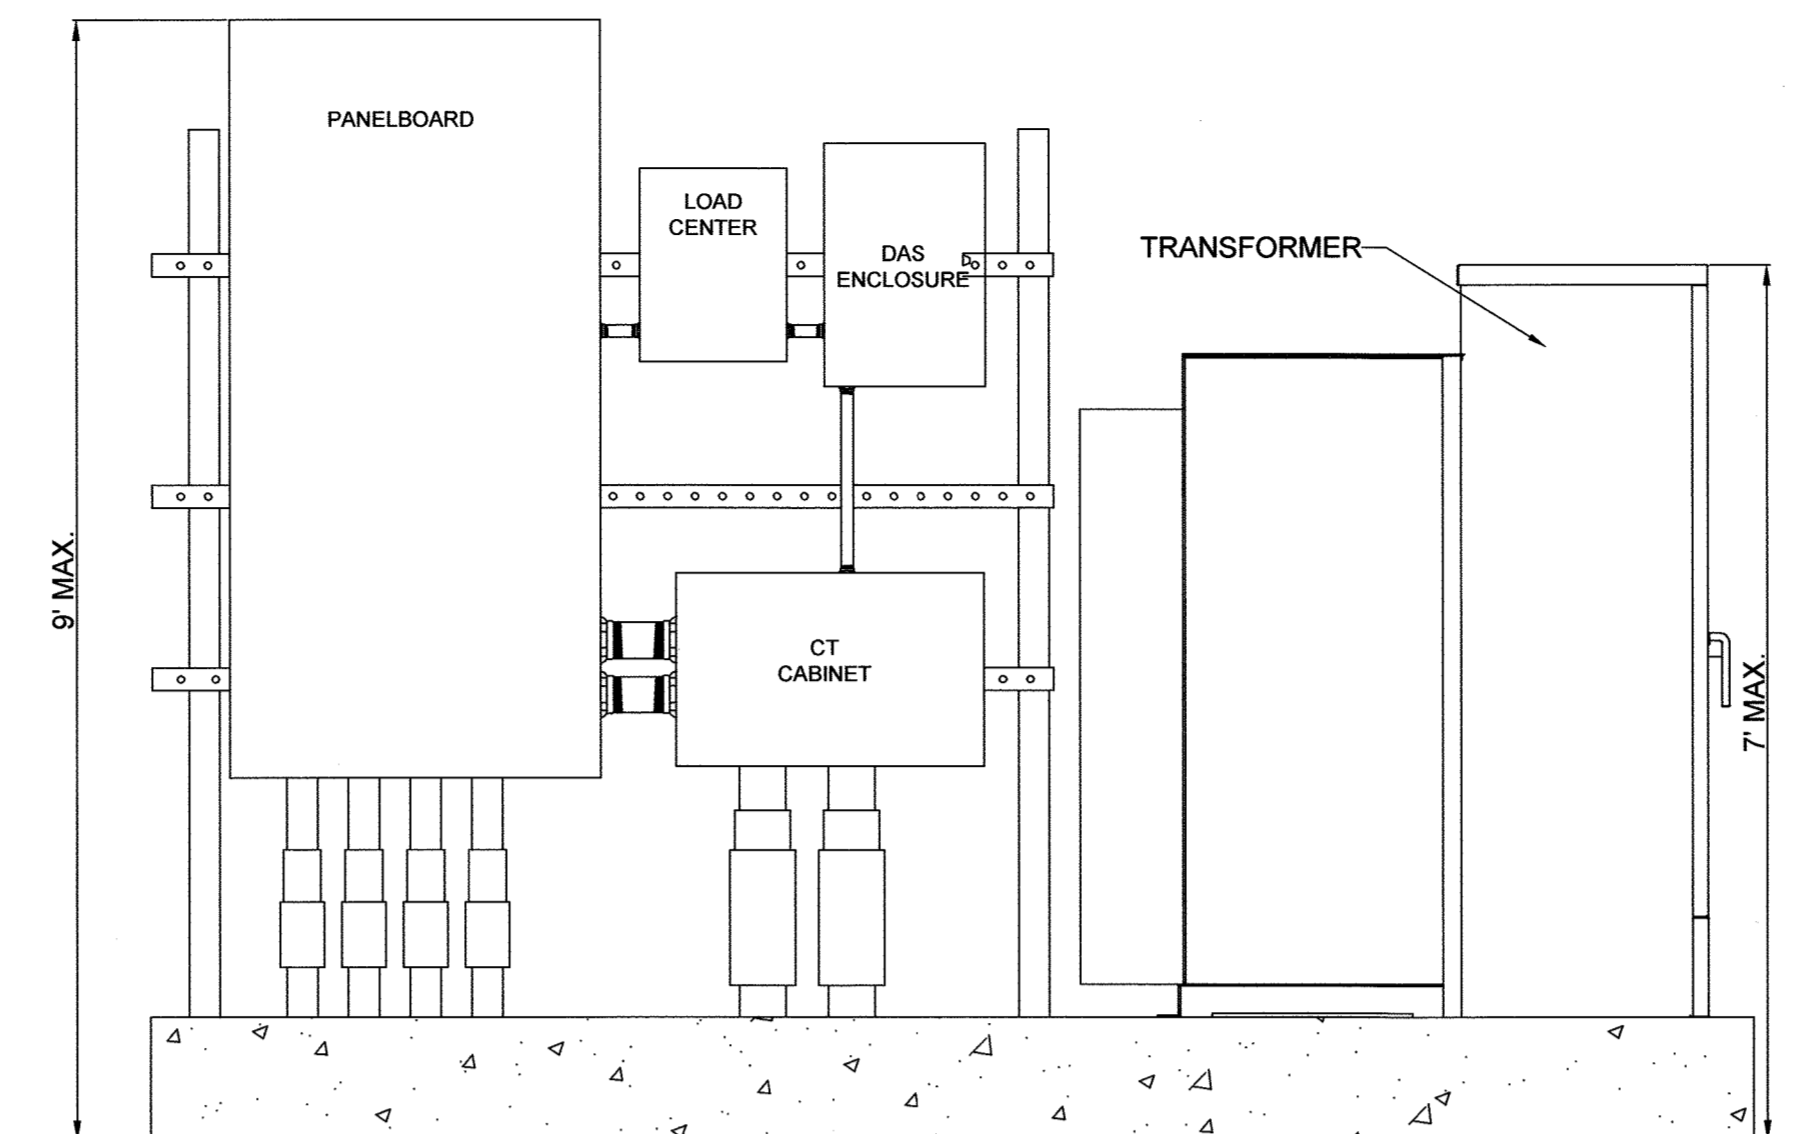 PANELBOARD
LOAD
CENTER
DAS
ENCLOSURE
TRANSFORMER
9' MAX.
CT
CABINET
7' MAX.